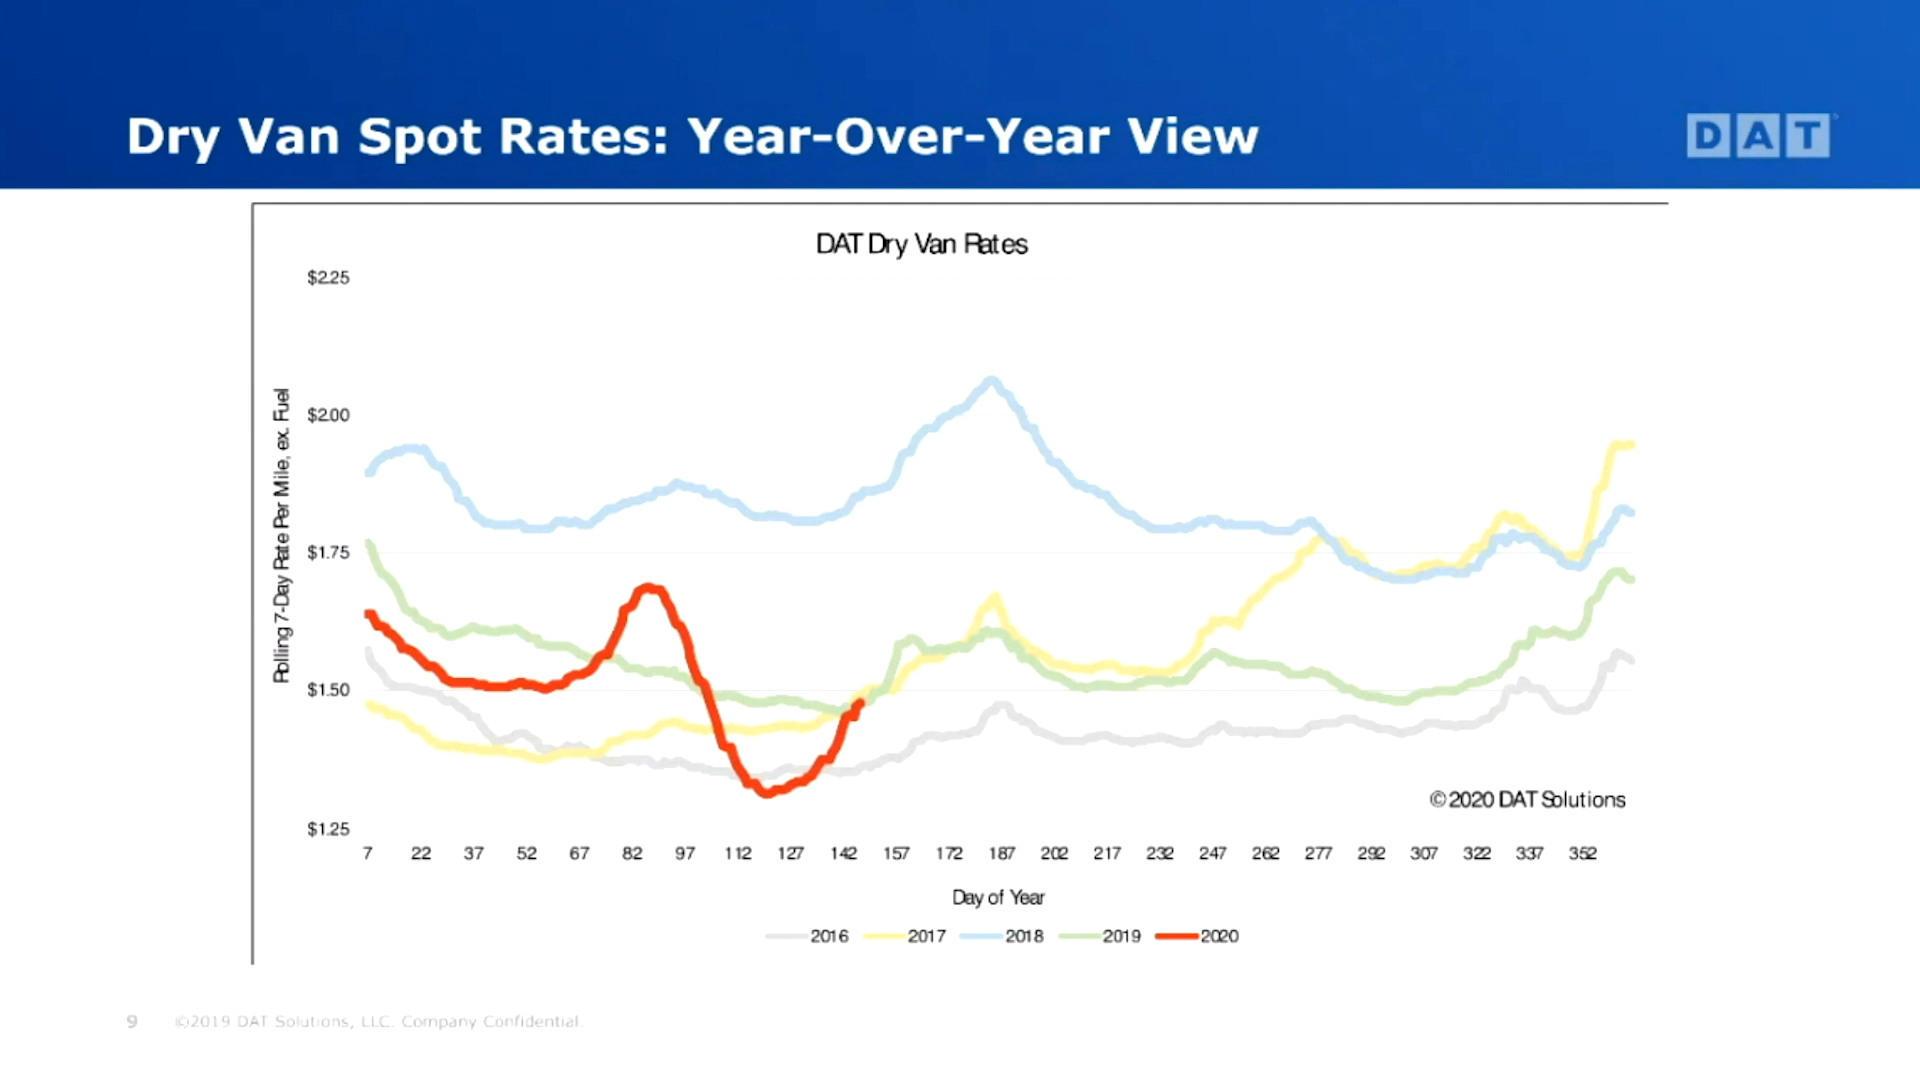 Dry Van Spot Rates: Year-Over-Year View
DAT
DAT Dry Van Rates
$2.25
$2.00
$1.75
$1.50
$1.25
Rolling 7-Day Rate Per Mile, ex. Fuel
©2020 DAT Solutions
7 22 37 52 67 82 97 112 127 142 157 172 187 202 217 232 247 262 277 292 307 322 337 352
Day of Year
2016 2017 2018 2019 2020
9 ©2019 DAT Solutions, LLC. Company Confidential.